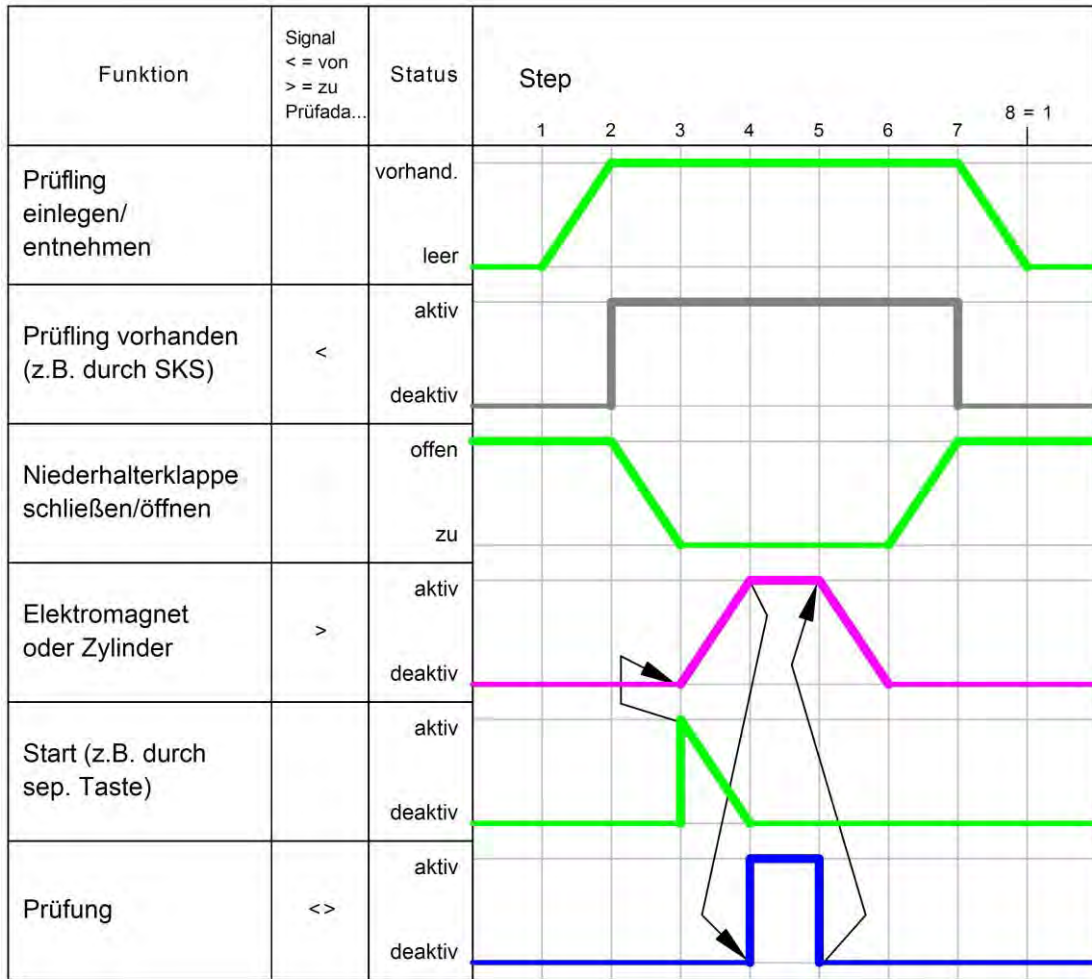 Funktion
Signal
< = von
> = zu
Prüfada...
Status
Step
1 2 3 4 5 6 7 8 = 1
Prüfling
einlegen/
entnehmen
vorhand.
leer
Prüfling vorhanden
(z.B. durch SKS)
<
aktiv
deaktiv
Niederhalterklappe
schließen/öffnen
offen
zu
Elektromagnet
oder Zylinder
>
aktiv
deaktiv
Start (z.B. durch
sep. Taste)
aktiv
deaktiv
Prüfung
<>
aktiv
deaktiv